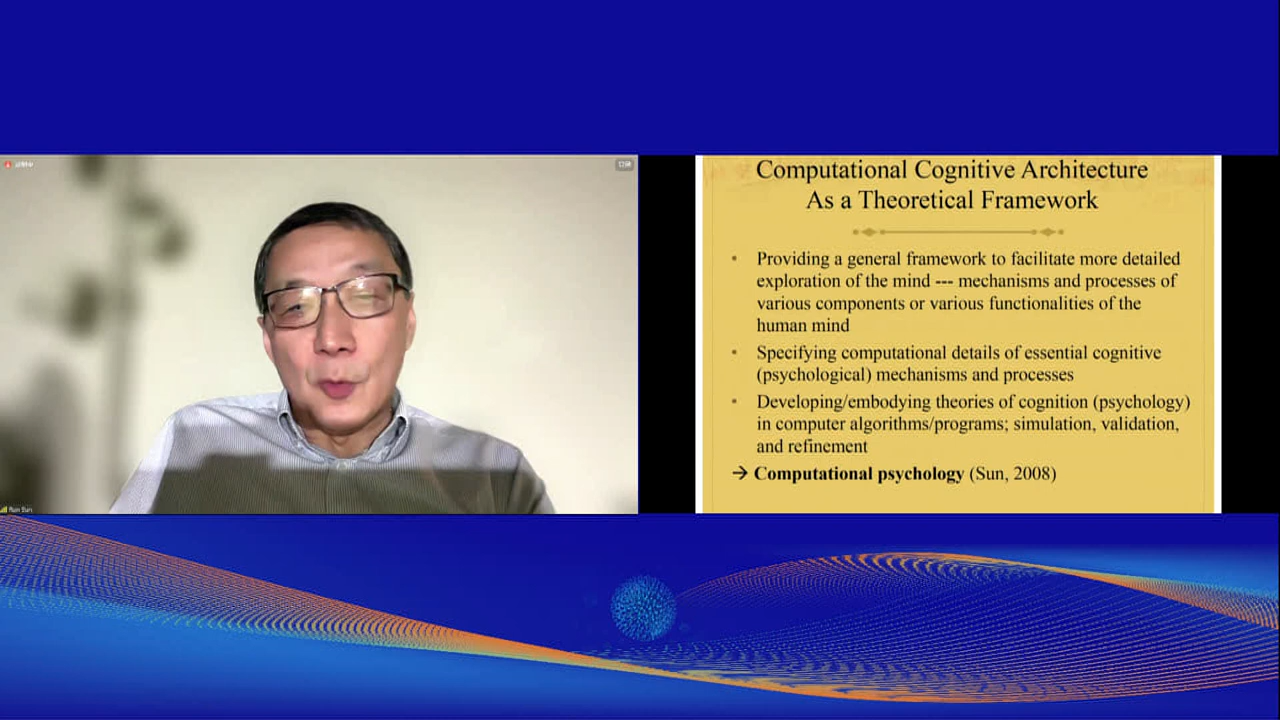 Computational Cognitive Architecture
As a Theoretical Framework
• Providing a general framework to facilitate more detailed
exploration of the mind --- mechanisms and processes of
various components or various functionalities of the
human mind
• Specifying computational details of essential cognitive
(psychological) mechanisms and processes
• Developing/embodying theories of cognition (psychology)
in computer algorithms/programs; simulation, validation,
and refinement
→ Computational psychology (Sun, 2008)
Ron Sun